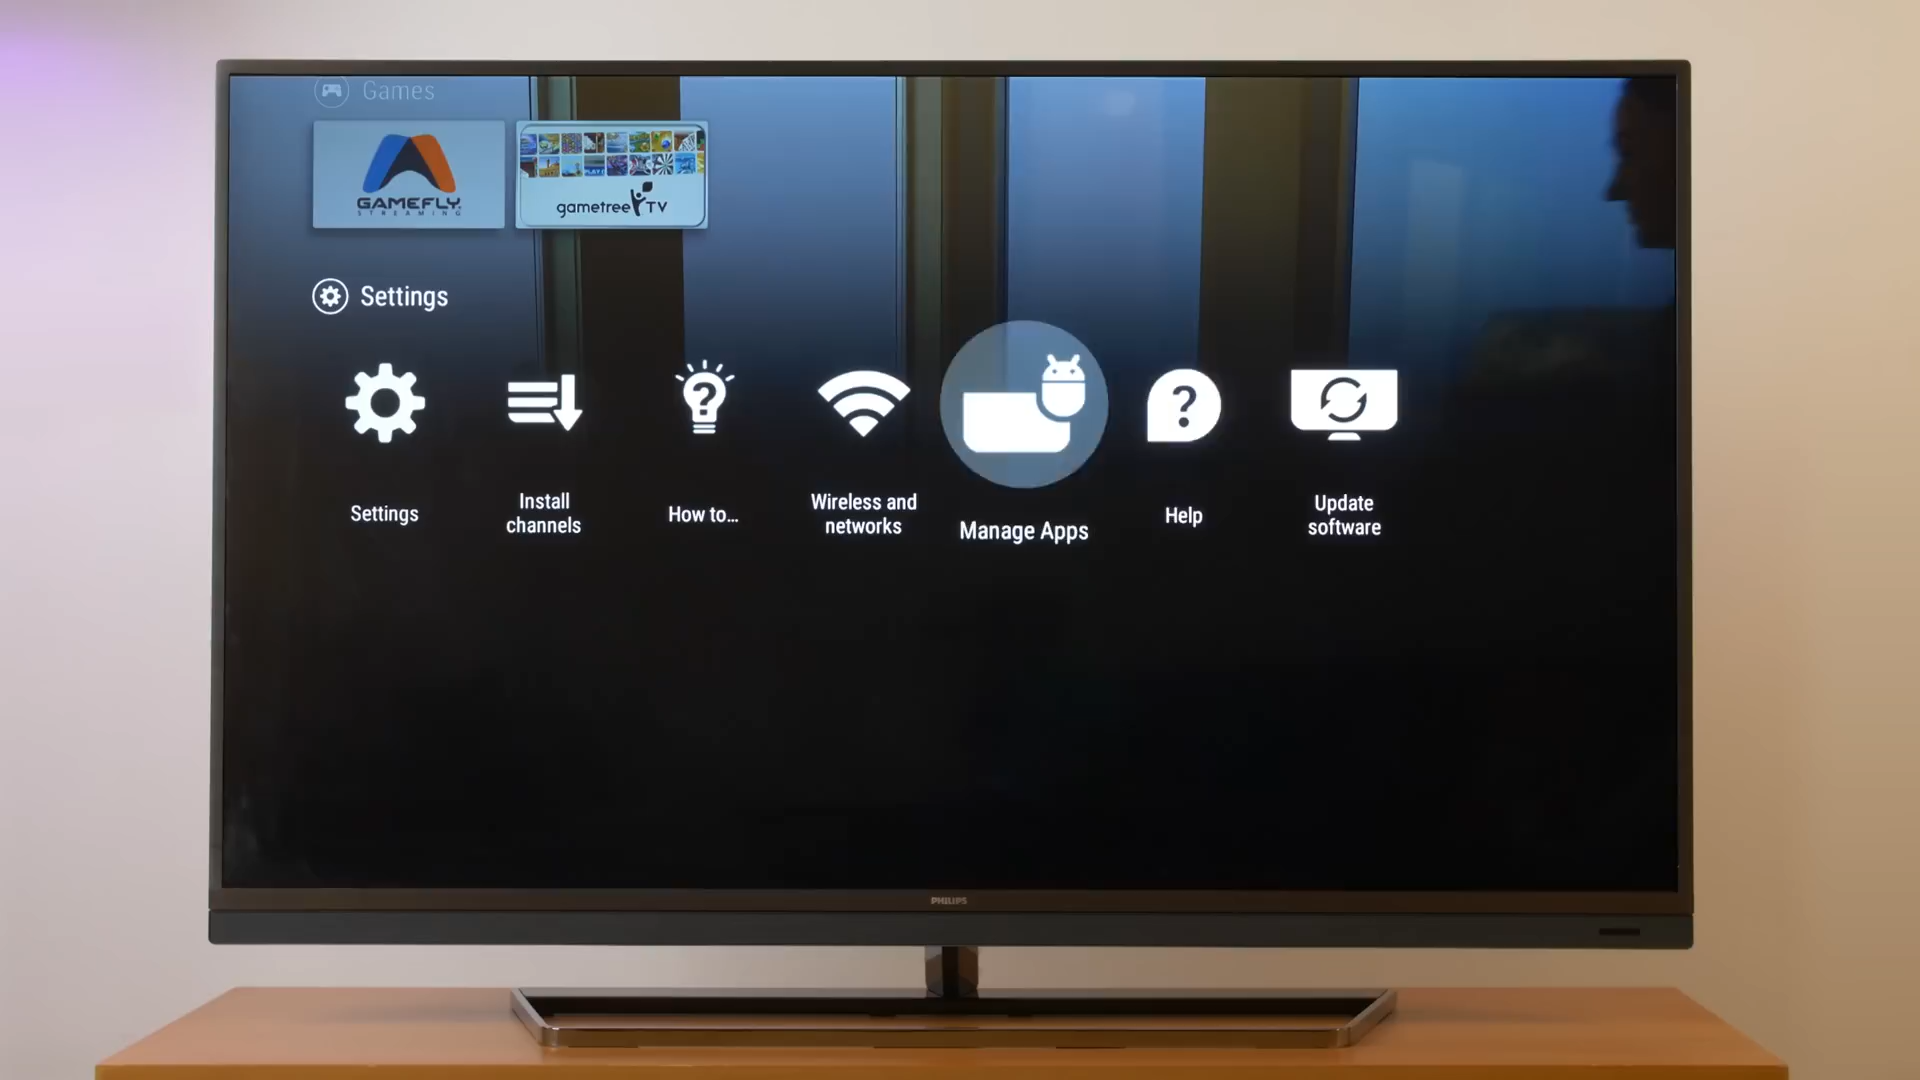 Games
GAMEFLY
STREAMING
PLAY!
gametree TV
Settings
?
?
Settings
Install
channels
How to...
Wireless and
networks
Manage Apps
Help
Update
software
PHILIPS